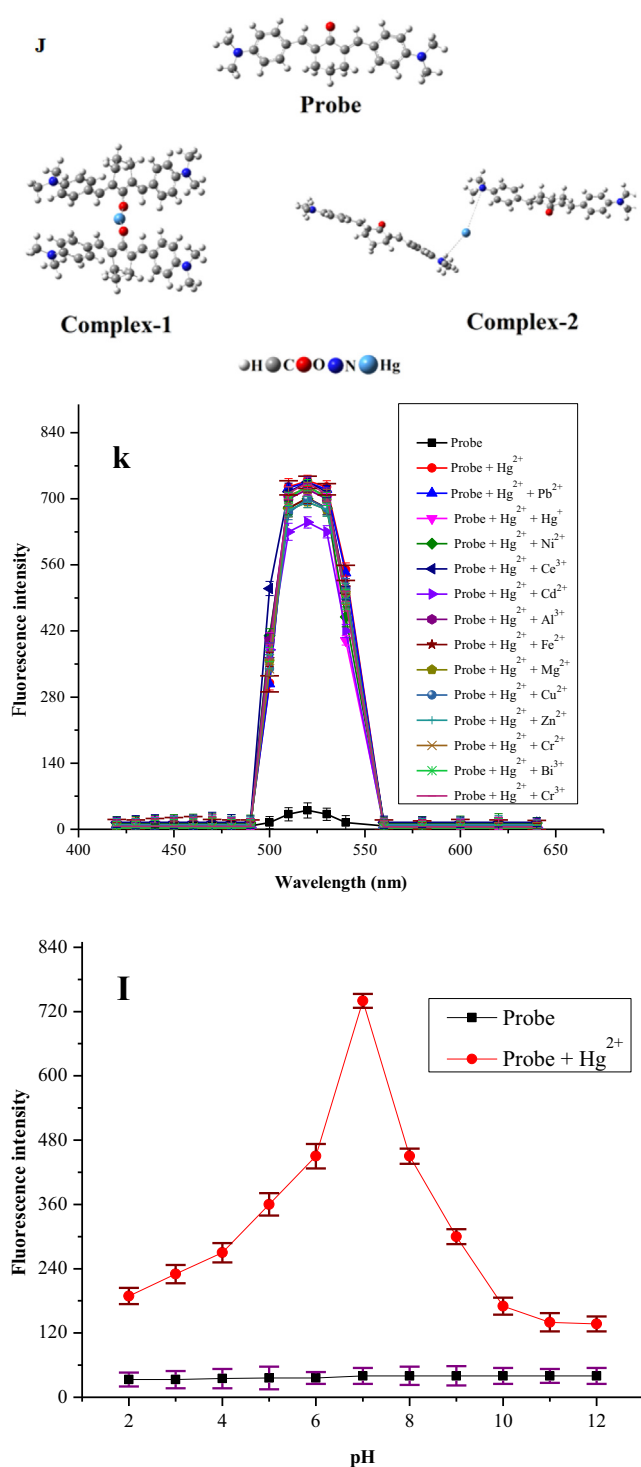 J
Probe
Complex-1
Complex-2
H C O N Hg
k
840
700
560
420
280
140
0
Fluorescence intensity
400 450 500 550 600 650
Wavelength (nm)
Probe
Probe + Hg²⁺
Probe + Hg²⁺ + Pb²⁺
Probe + Hg²⁺ + Hg⁺
Probe + Hg²⁺ + Ni²⁺
Probe + Hg²⁺ + Ce³⁺
Probe + Hg²⁺ + Cd²⁺
Probe + Hg²⁺ + Al³⁺
Probe + Hg²⁺ + Fe²⁺
Probe + Hg²⁺ + Mg²⁺
Probe + Hg²⁺ + Cu²⁺
Probe + Hg²⁺ + Zn²⁺
Probe + Hg²⁺ + Cr²⁺
Probe + Hg²⁺ + Bi³⁺
Probe + Hg²⁺ + Cr³⁺
I
840
720
600
480
360
240
120
0
Fluorescence intensity
2 4 6 8 10 12
pH
Probe
Probe + Hg²⁺